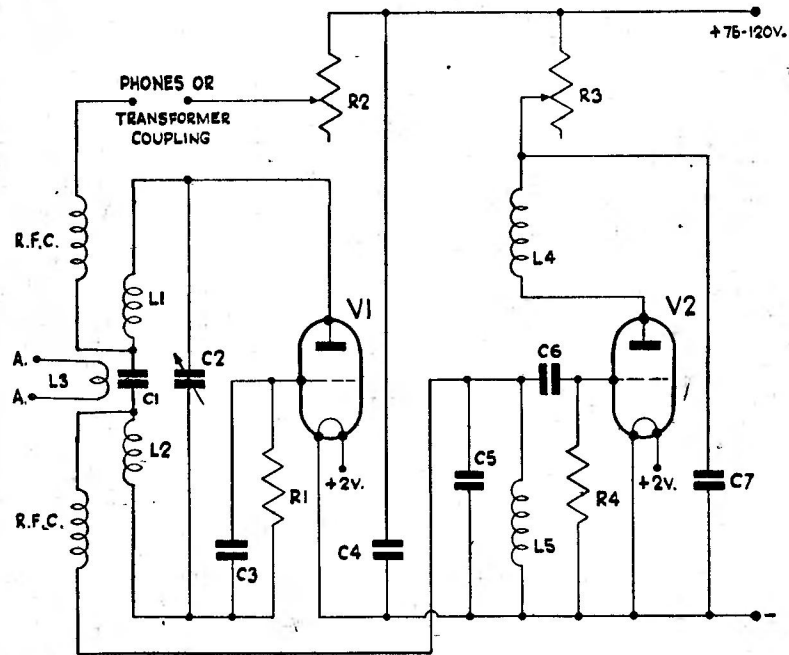 +75-120V.
PHONES OR
TRANSFORMER
COUPLING
R2
R3
R.F.C.
L1
L4
V1
V2
A.
L3
A.
C1
C2
C6
L2
+2V.
R1
C5
R4
+2V.
C7
R.F.C.
C3
C4
L5
+
-